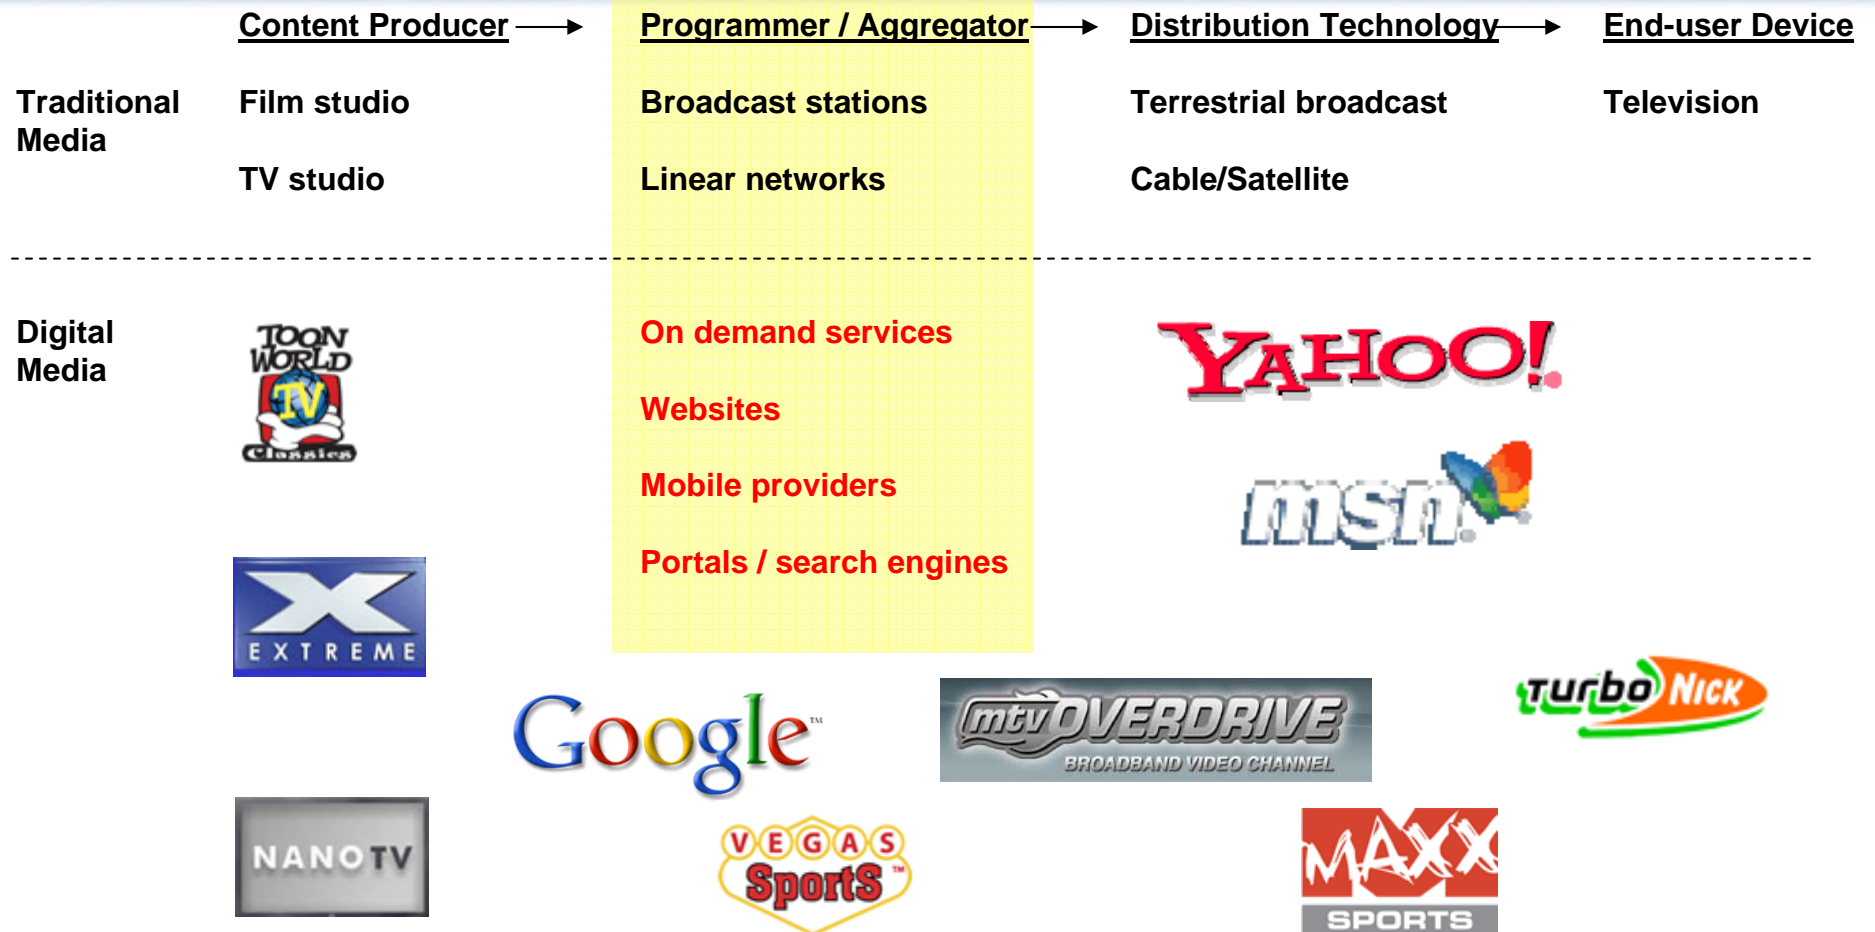 Content Producer Programmer / Aggregator Distribution Technology End-user Device
Traditional Media
Film studio Broadcast stations Terrestrial broadcast Television
TV studio Linear networks Cable/Satellite
Digital Media
TOON WORLD TV Classics
On demand services
YAHOO!
Websites
msn
Mobile providers
Portals / search engines
X EXTREME
Google™
mtv OVERDRIVE
BROADBAND VIDEO CHANNEL
Turbo NICK
NANOTV
VEGAS
Sports™
MAXX
SPORTS